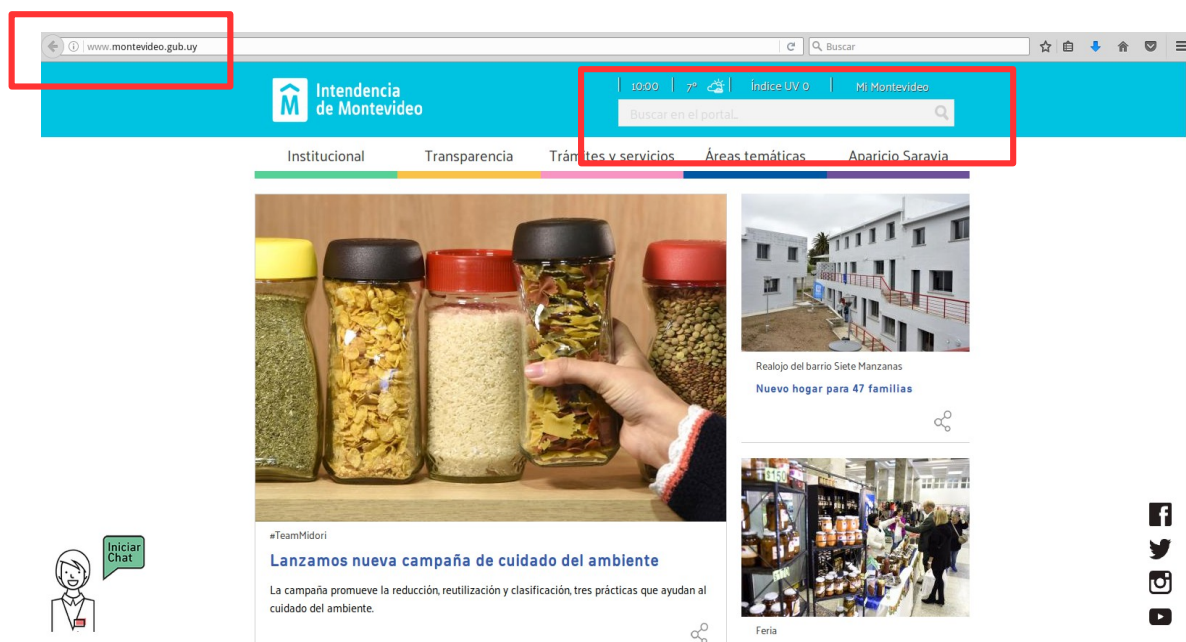 www.montevideo.gub.uy
Buscar
Intendencia
de Montevideo
10:00 7° Índice UV 0 Mi Montevideo
Buscar en el portal...
Institucional Transparencia Trámites y servicios Áreas temáticas Aparicio Saravia
$150
Realojo del barrio Siete Manzanas
Nuevo hogar para 47 familias
#TeamMidori
Lanzamos nueva campaña de cuidado del ambiente
La campaña promueve la reducción, reutilización y clasificación, tres prácticas que ayudan al
cuidado del ambiente.
Iniciar
Chat
Feria